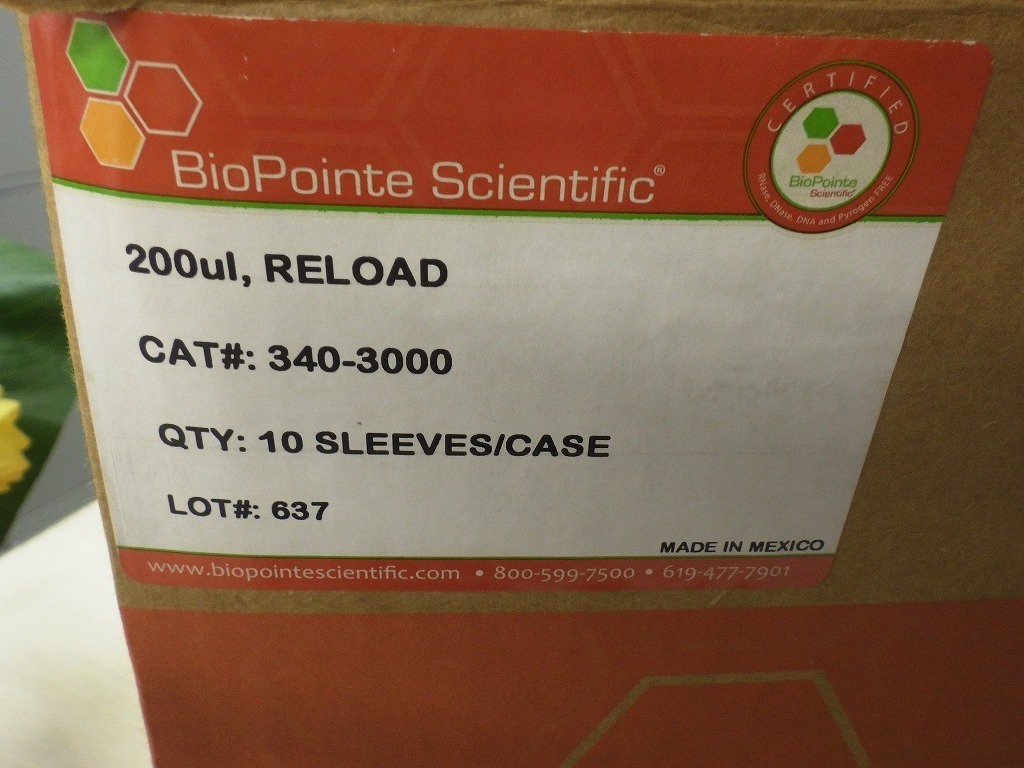 BioPointe Scientific®
CERTIFIED
BioPointe
Scientific®
RNase, DNase, DNA and Pyrogen FREE
200ul, RELOAD
CAT#: 340-3000
QTY: 10 SLEEVES/CASE
LOT#: 637
MADE IN MEXICO
www.biopointescientific.com • 800-599-7500 • 619-477-7901